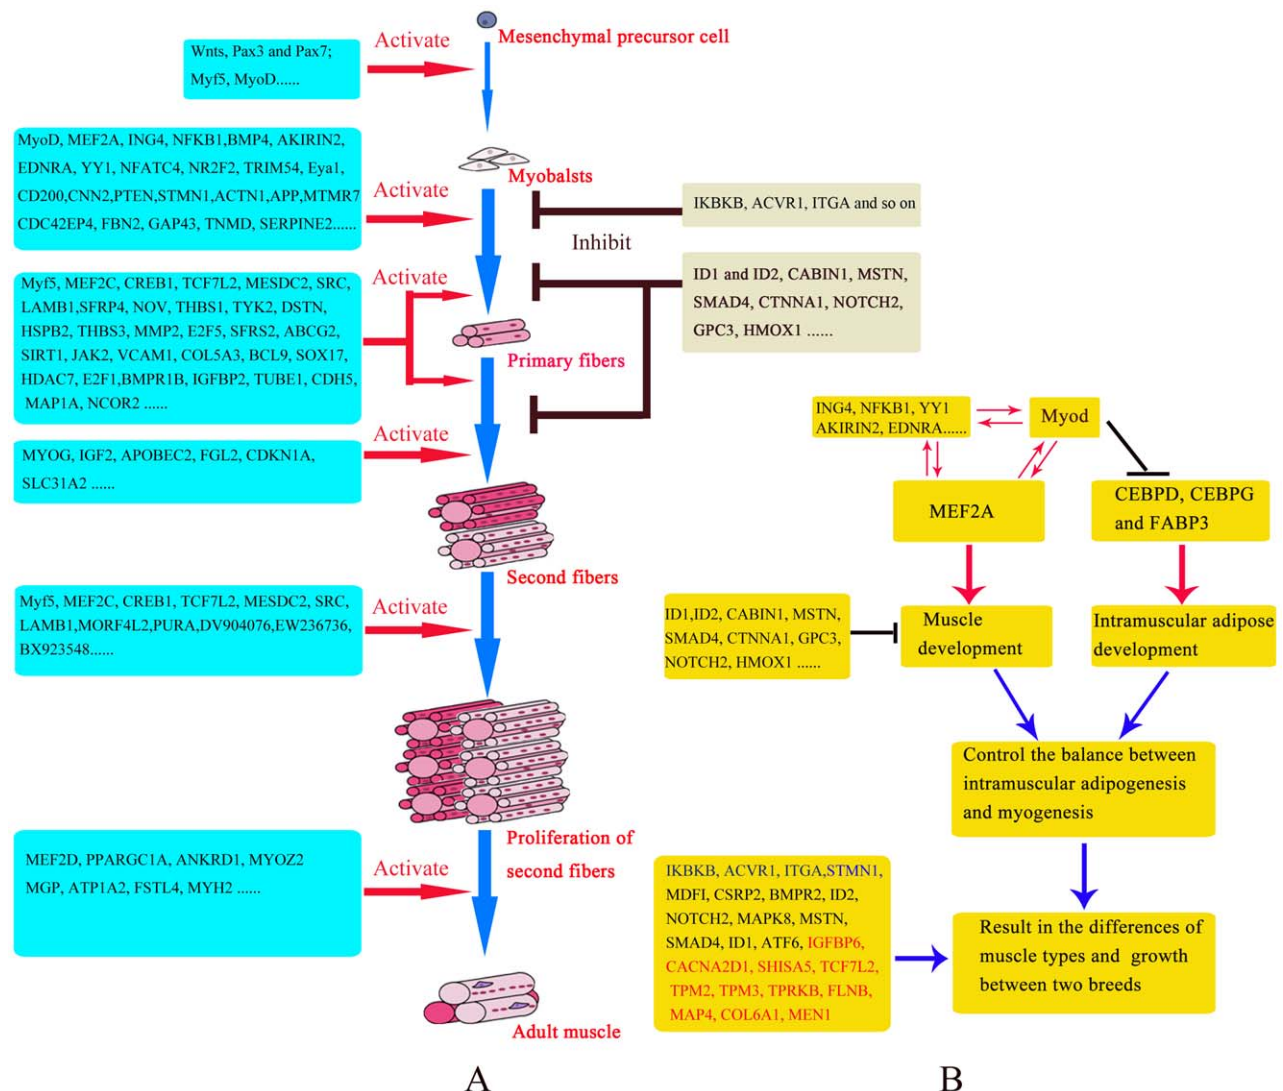 Mesenchymal precursor cell
Activate
Wnts, Pax3 and Pax7;
Myf5, MyoD......
MyoD, MEF2A, ING4, NFKB1,BMP4, AKIRIN2,
EDNRA, YY1, NFATC4, NR2F2, TRIM54, Eya1,
CD200,CNN2,PTEN,STMN1,ACTN1,APP,MTMR7
CDC42EP4, FBN2, GAP43, TNMD, SERPINE2......
Activate
Myobalsts
IKBKB, ACVR1, ITGA and so on
Inhibit
ID1 and ID2, CABIN1, MSTN,
SMAD4, CTNNA1, NOTCH2,
GPC3, HMOX1 ......
Myf5, MEF2C, CREB1, TCF7L2, MESDC2, SRC,
LAMB1,SFRP4, NOV, THBS1, TYK2, DSTN,
HSPB2, THBS3, MMP2, E2F5, SFRS2, ABCG2,
SIRT1, JAK2, VCAM1, COL5A3, BCL9, SOX17,
HDAC7, E2F1,BMPR1B, IGFBP2, TUBE1, CDH5,
MAP1A, NCOR2 ......
Activate
Primary fibers
MYOG, IGF2, APOBEC2, FGL2, CDKN1A,
SLC31A2 ......
Activate
Second fibers
Myf5, MEF2C, CREB1, TCF7L2, MESDC2, SRC,
LAMB1,MORF4L2,PURA,DV904076,EW236736,
BX923548......
Activate
Proliferation of
second fibers
MEF2D, PPARGC1A, ANKRD1, MYOZ2
MGP, ATP1A2, FSTL4, MYH2 ......
Activate
Adult muscle
A
ING4, NFKB1, YY1
AKIRIN2, EDNRA......
Myod
MEF2A
CEBPD, CEBPG
and FABP3
ID1,ID2, CABIN1, MSTN,
SMAD4, CTNNA1, GPC3,
NOTCH2, HMOX1 ......
Muscle
development
Intramuscular adipose
development
Control the balance between
intramuscular adipogenesis
and myogenesis
IKBKB, ACVR1, ITGA,STMN1,
MDFI, CSRP2, BMPR2, ID2,
NOTCH2, MAPK8, MSTN,
SMAD4, ID1, ATF6, IGFBP6,
CACNA2D1, SHISA5, TCF7L2,
TPM2, TPM3, TPRKB, FLNB,
MAP4, COL6A1, MEN1
Result in the differences of
muscle types and growth
between two breeds
B